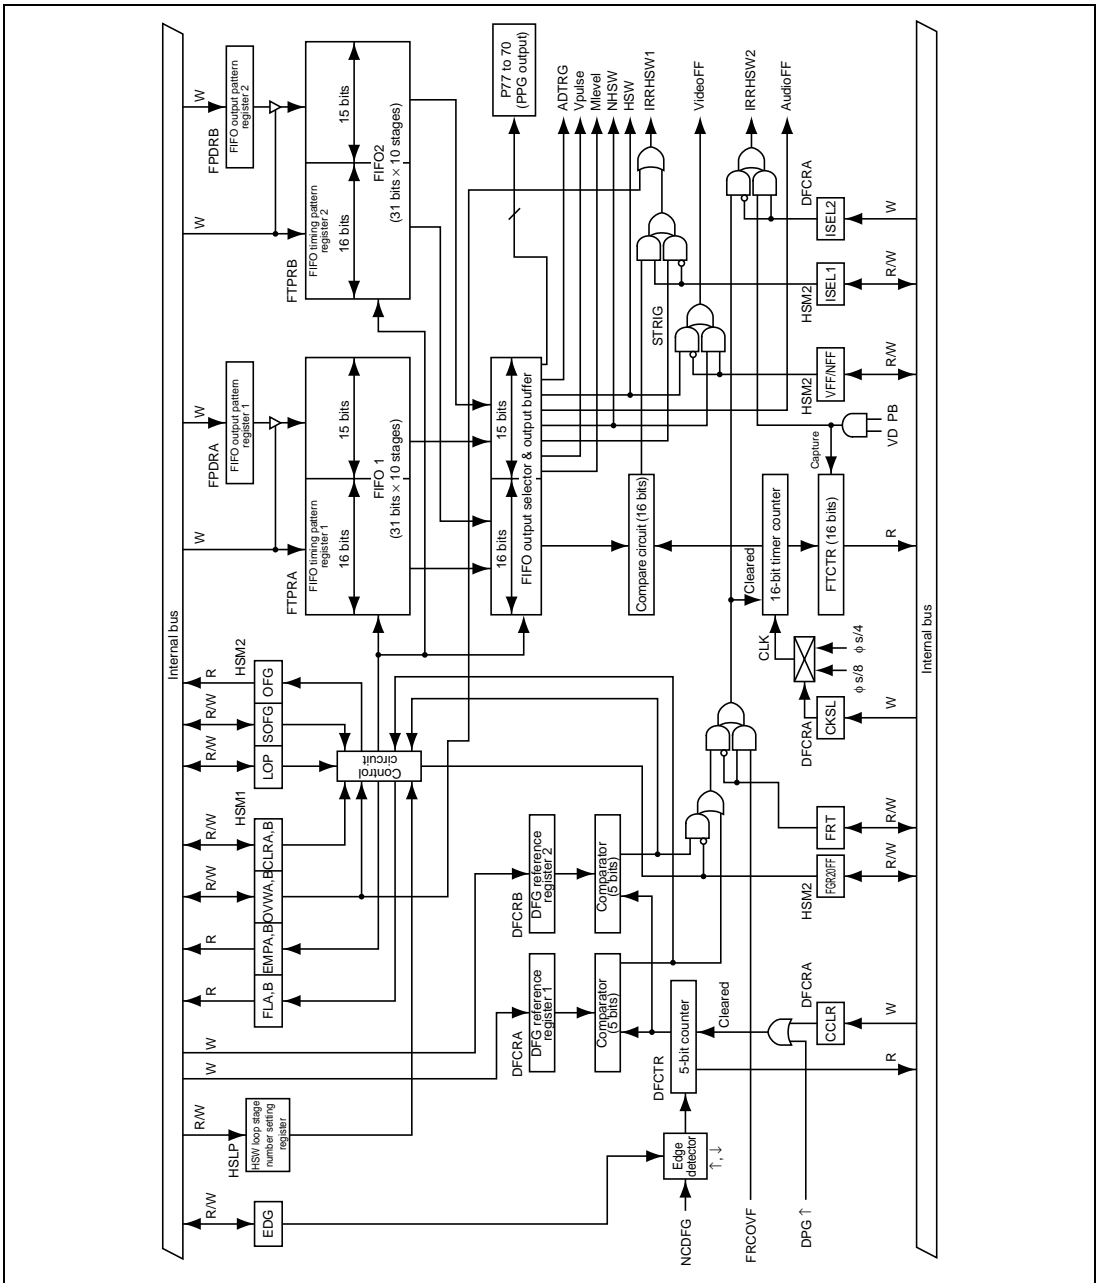 Internal bus
W
FPDRB
FIFO output pattern
register 2
W
FTPRB
FIFO timing pattern
register 2
16 bits
15 bits
FIFO2
(31 bits × 10 stages)
W
FPDRA
FIFO output pattern
register 1
W
FTPRA
FIFO timing pattern
register 1
16 bits
15 bits
FIFO 1
(31 bits × 10 stages)
P77 to 70
(PPG output)
ADTRG
Vpulse
Mlevel
NHSW
HSW
IRRHSW1
VideoFF
IRRHSW2
AudioFF
16 bits
15 bits
FIFO output selector & output buffer
STRIG
Compare circuit (16 bits)
Cleared
16-bit timer counter
CLK
Capture
FTCTR (16 bits)
R
VD
PB
DFCRA
ISEL2
W
HSM2
ISEL1
R/W
HSM2
VFF/NFF
R/W
φ s/4
φ s/8
DFCRA
CKSL
W
FRT
R/W
HSM2
FGR20FF
R/W
HSM2
R
OFG
R/W
SOFG
R/W
LOP
Control
circuit
HSM1
R/W
CLRA,B
R/W
OVWA,B
R
EMPA,B
R
FLA,B
W
W
DFCRB
DFG reference
register 2
Comparator
(5 bits)
DFCRA
DFG reference
register 1
Comparator
(5 bits)
DFCTR
5-bit counter
Cleared
DFCRA
CCLR
W
R
R/W
HSLP
HSW loop stage
number setting
register
R/W
EDG
Edge
detector
↑, ↓
NCDFG
FRCOVF
DPG ↑
Internal bus